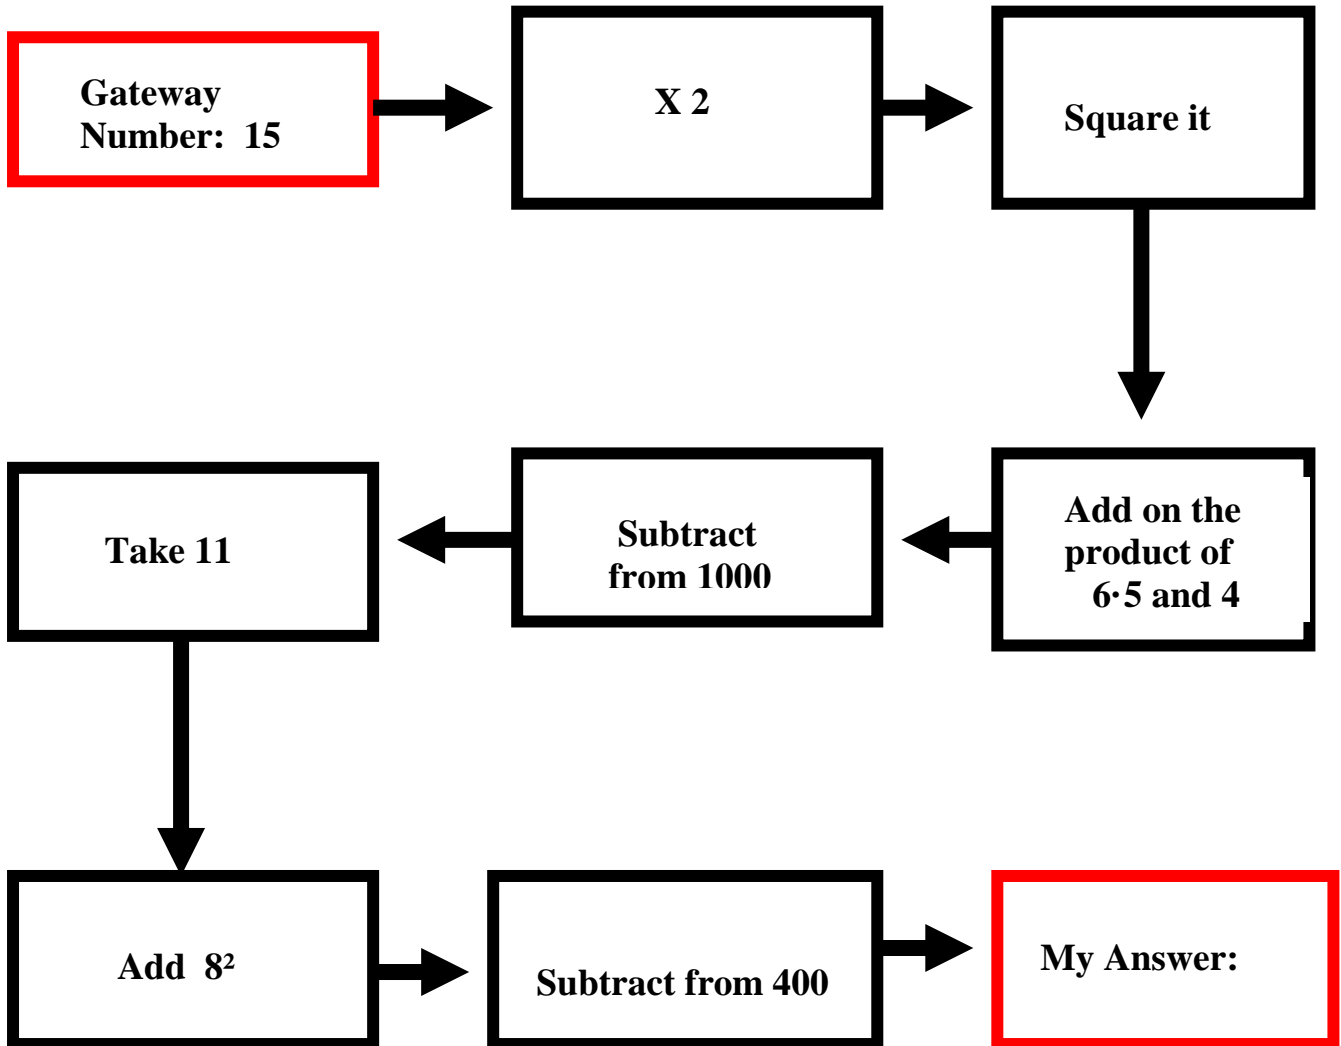 Gateway
Number: 15
X 2
Square it
Add on the
product of
6·5 and 4
Subtract
from 1000
Take 11
Add 8²
Subtract from 400
My Answer: